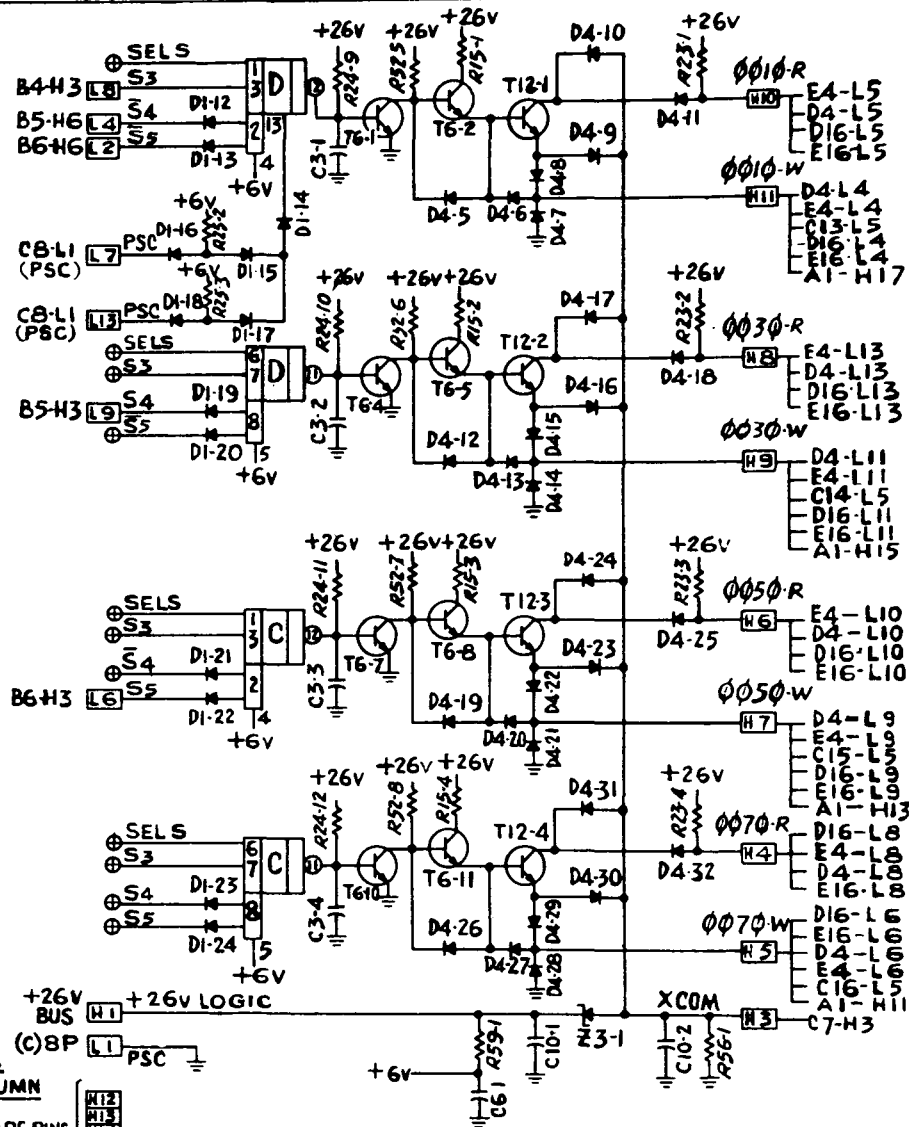 +26V
R24-9
+26V
R52-5
+26V
R15-1
D4-10
SELS
B4-H3 L8 S3
1
3
D
12
T6-1
T6-2
T12-1
R23-1
+26V
D4-11
ØØ1Ø-R
H10
E4-L5
D4-L5
D16-L5
E16-L5
B5-H6 L4 S̅4
D1-12
B6-H6 L2 S̅5
D1-13
2
13
4
+6V
C3-1
D4-9
D4-8
D4-5
D4-6
D4-7
ØØ1Ø-W
H11
D4-L4
E4-L4
C13-L5
D16-L4
E16-L4
A1-H17
D1-14
+6V
R25-2
D1-16
C8-L1 L7 PSC
(PSC)
D1-15
+6V
R25-3
D1-18
C8-L1 L13 PSC
(PSC)
D1-17
R24-10
+26V
R52-6
+26V
+26V
R15-2
D4-17
SELS
S3
6
7
D
11
T6-4
T6-5
T12-2
+26V
R23-2
D4-18
ØØ3Ø-R
H8
E4-L13
D4-L13
D16-L13
E16-L13
B5-H3 L9 S4
D1-19
S̅5
D1-20
8
5
+6V
C3-2
D4-16
D4-15
D4-12
D4-13
D4-14
ØØ3Ø-W
H9
D4-L11
E4-L11
C14-L5
D16-L11
E16-L11
A1-H15
+26V
R24-11
+26V
R52-7
+26V
R15-3
D4-24
SELS
S3
1
3
C
12
T6-7
T6-8
T12-3
+26V
R23-3
D4-25
ØØ5Ø-R
H6
E4-L10
D4-L10
D16-L10
E16-L10
S̅4
D1-21
B6-H3 L6 S5
D1-22
2
4
+6V
C3-3
D4-23
D4-22
D4-19
D4-20
D4-21
ØØ5Ø-W
H7
D4-L9
E4-L9
C15-L5
D16-L9
E16-L9
A1-H13
+26V
R24-12
+26V
R52-8
+26V
R15-4
D4-31
SELS
S3
6
7
C
11
T6-10
T6-11
T12-4
+26V
R23-4
D4-32
ØØ7Ø-R
H4
D16-L8
E4-L8
D4-L8
E16-L8
S4
D1-23
S5
D1-24
8
5
+6V
C3-4
D4-30
D4-29
D4-26
D4-27
D4-28
ØØ7Ø-W
H5
D16-L6
E16-L6
D4-L6
E4-L6
C16-L5
A1-H11
+26V
BUS H1 +26V LOGIC
(C)8P L1 PSC
+6V
R59-1
C6-1
C10-1
Z3-1
XCOM
C10-2
R56-1
H3
C7-H3
H12
H13